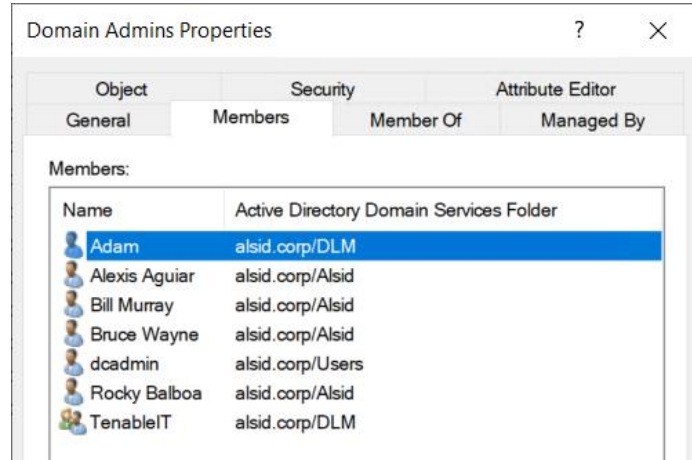 Domain Admins Properties ? ×
Object Security Attribute Editor
General Members Member Of Managed By
Members:
Name Active Directory Domain Services Folder
Adam alsid.corp/DLM
Alexis Aguiar alsid.corp/Alsid
Bill Murray alsid.corp/Alsid
Bruce Wayne alsid.corp/Alsid
dcadmin alsid.corp/Users
Rocky Balboa alsid.corp/Alsid
TenableIT alsid.corp/DLM